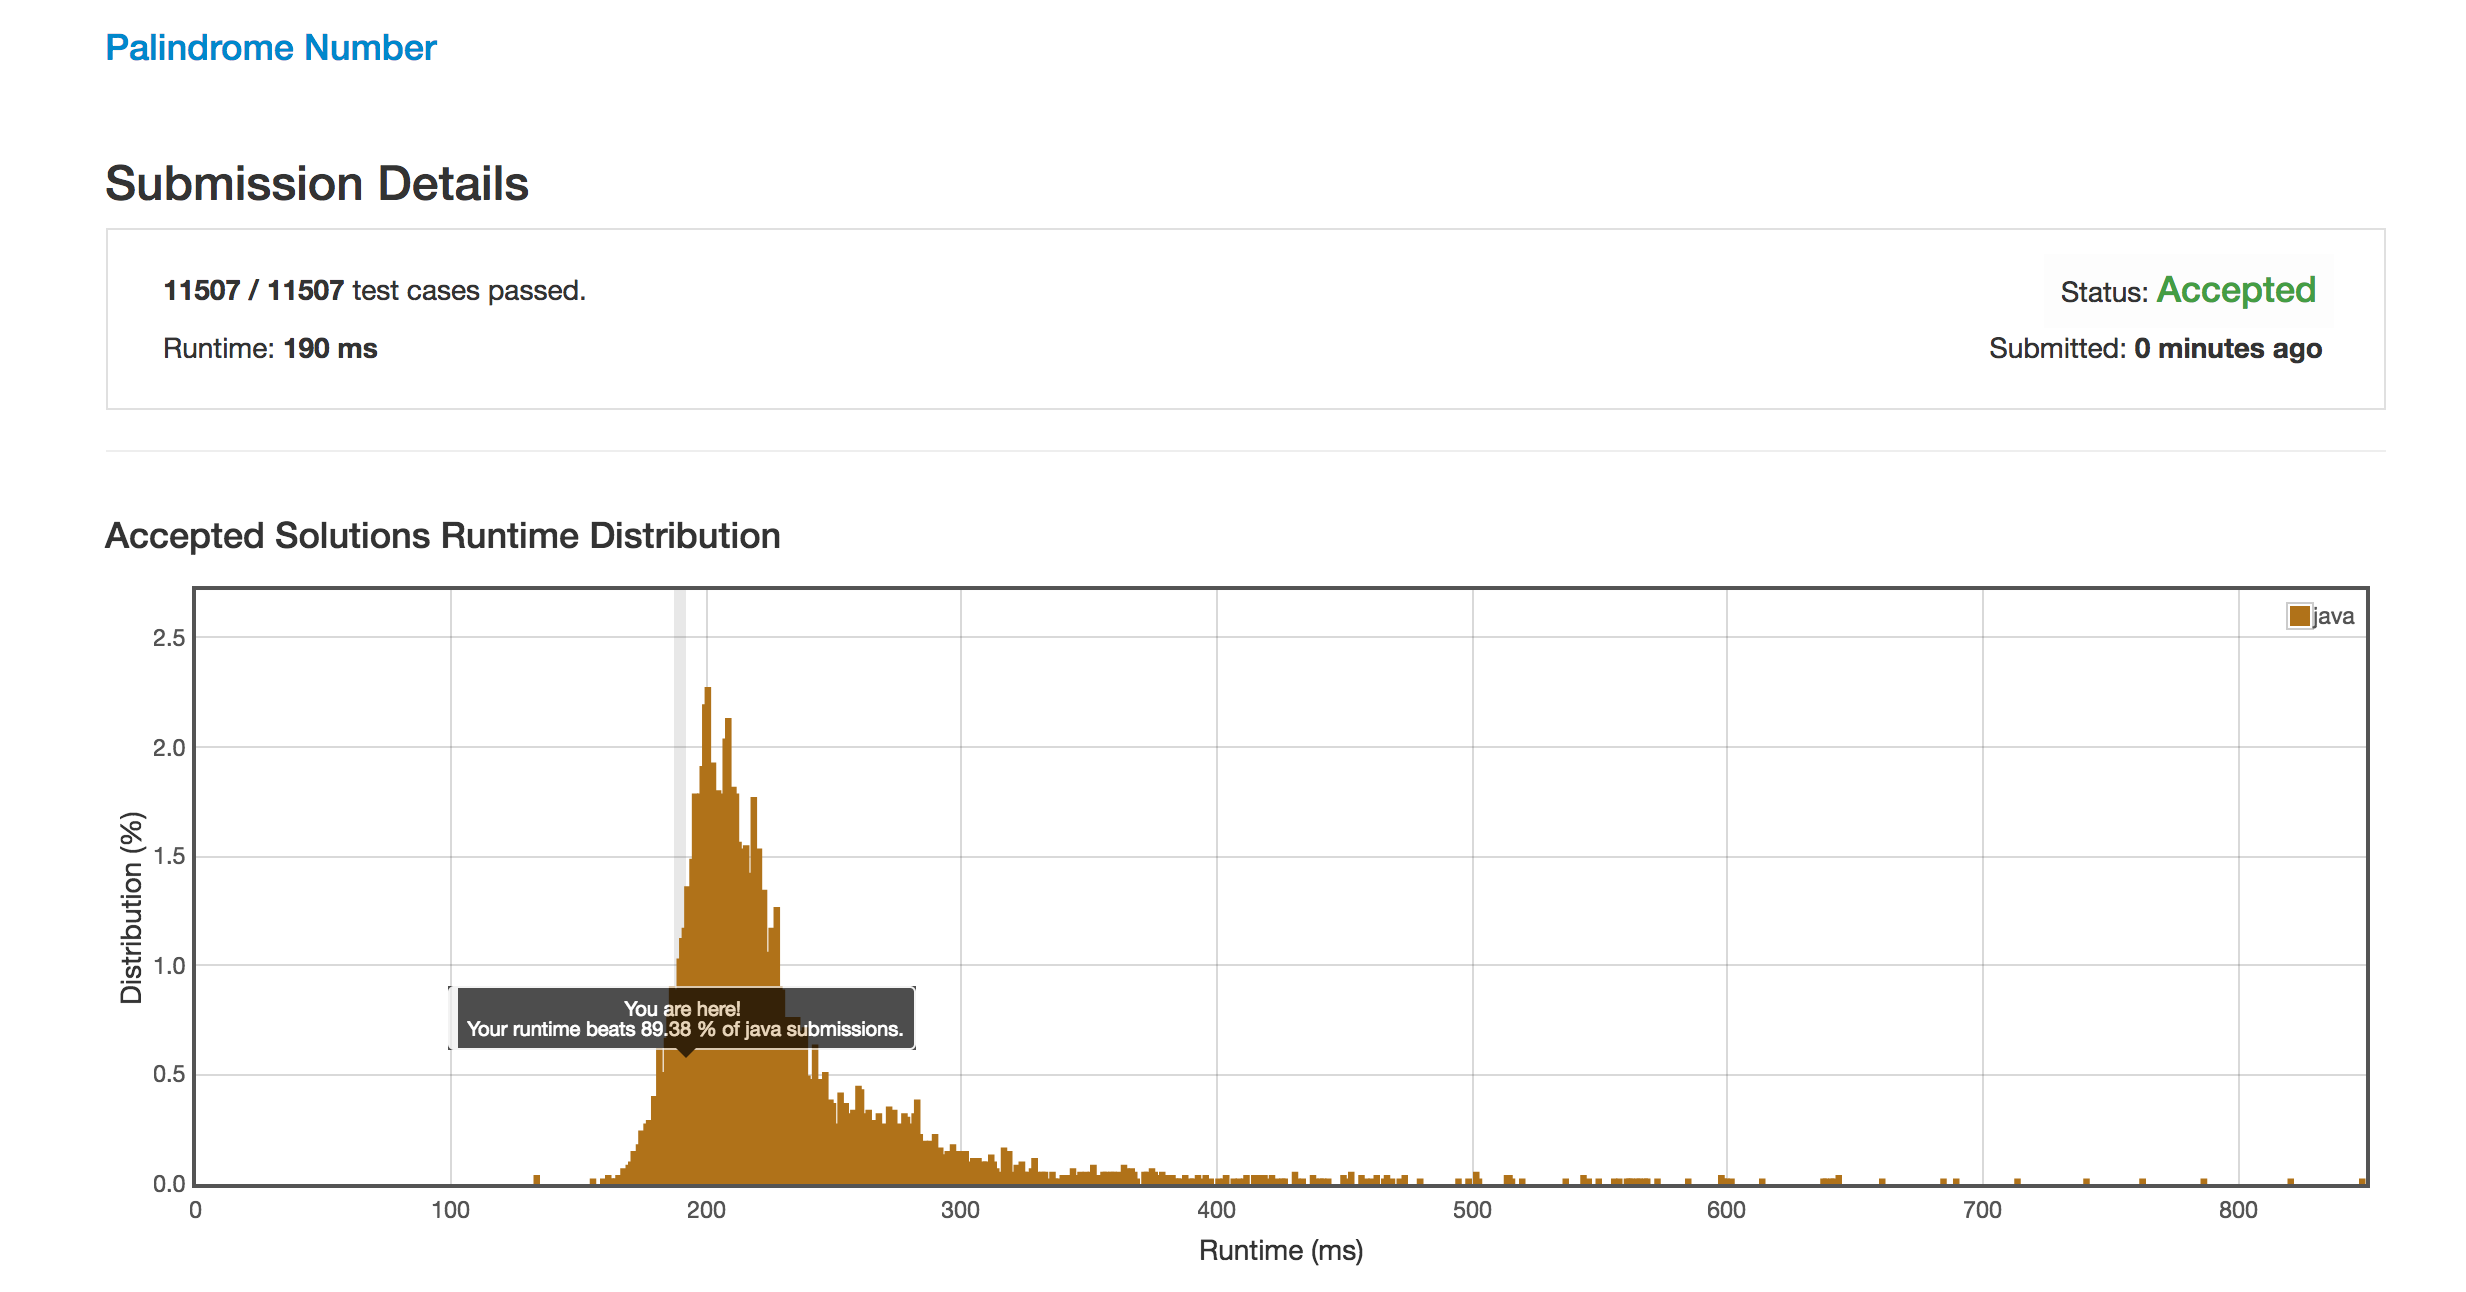 Palindrome Number
Submission Details
11507 / 11507 test cases passed.
Status: Accepted
Runtime: 190 ms
Submitted: 0 minutes ago
Accepted Solutions Runtime Distribution
java
2.5
2.0
1.5
1.0
0.5
0.0
Distribution (%)
You are here!
Your runtime beats 89.38 % of java submissions.
0 100 200 300 400 500 600 700 800
Runtime (ms)